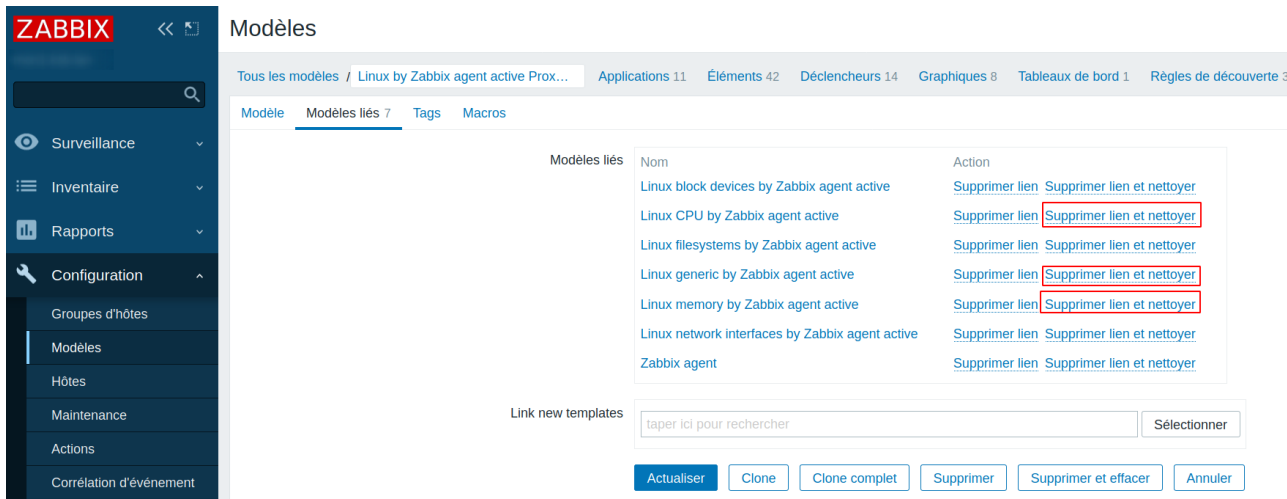 ZABBIX
Modèles
Tous les modèles / Linux by Zabbix agent active Prox… Applications 11 Éléments 42 Déclencheurs 14 Graphiques 8 Tableaux de bord 1 Règles de découverte 3
Modèle Modèles liés 7 Tags Macros
Surveillance
Inventaire
Rapports
Configuration
Groupes d'hôtes
Modèles
Hôtes
Maintenance
Actions
Corrélation d'événement
Modèles liés
Nom Action
Linux block devices by Zabbix agent active Supprimer lien Supprimer lien et nettoyer
Linux CPU by Zabbix agent active Supprimer lien Supprimer lien et nettoyer
Linux filesystems by Zabbix agent active Supprimer lien Supprimer lien et nettoyer
Linux generic by Zabbix agent active Supprimer lien Supprimer lien et nettoyer
Linux memory by Zabbix agent active Supprimer lien Supprimer lien et nettoyer
Linux network interfaces by Zabbix agent active Supprimer lien Supprimer lien et nettoyer
Zabbix agent Supprimer lien Supprimer lien et nettoyer
Link new templates
taper ici pour rechercher Sélectionner
Actualiser Clone Clone complet Supprimer Supprimer et effacer Annuler